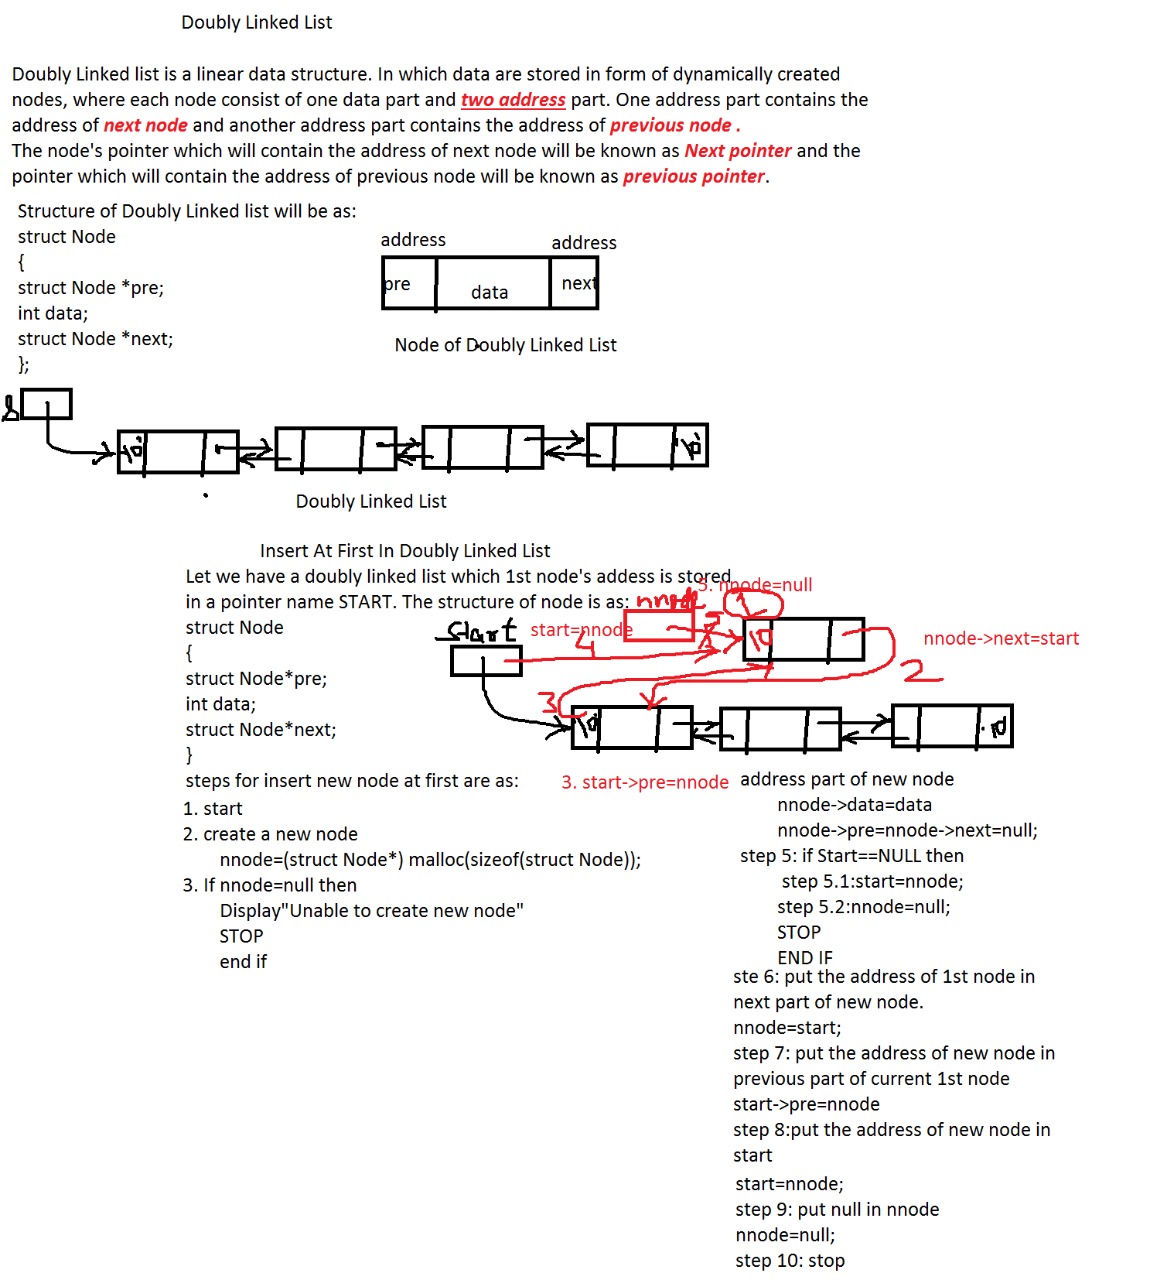 Doubly Linked List
Doubly Linked list is a linear data structure. In which data are stored in form of dynamically created
nodes, where each node consist of one data part and two address part. One address part contains the
address of next node and another address part contains the address of previous node .
The node's pointer which will contain the address of next node will be known as Next pointer and the
pointer which will contain the address of previous node will be known as previous pointer.
Structure of Doubly Linked list will be as:
struct Node
{
struct Node *pre;
int data;
struct Node *next;
};
address
address
pre
data
next
Node of Doubly Linked List
S
\0
\0
Doubly Linked List
Insert At First In Doubly Linked List
Let we have a doubly linked list which 1st node's addess is stored
in a pointer name START. The structure of node is as:
struct Node
{
struct Node*pre;
int data;
struct Node*next;
}
5. nnode=null
nnode
1
Start
start=nnode
5
4
\0
nnode->next=start
2
3
\0
\0
3. start->pre=nnode
steps for insert new node at first are as:
1. start
2. create a new node
nnode=(struct Node*) malloc(sizeof(struct Node));
3. If nnode=null then
Display"Unable to create new node"
STOP
end if
address part of new node
nnode->data=data
nnode->pre=nnode->next=null;
step 5: if Start==NULL then
step 5.1:start=nnode;
step 5.2:nnode=null;
STOP
END IF
ste 6: put the address of 1st node in
next part of new node.
nnode=start;
step 7: put the address of new node in
previous part of current 1st node
start->pre=nnode
step 8:put the address of new node in
start
start=nnode;
step 9: put null in nnode
nnode=null;
step 10: stop